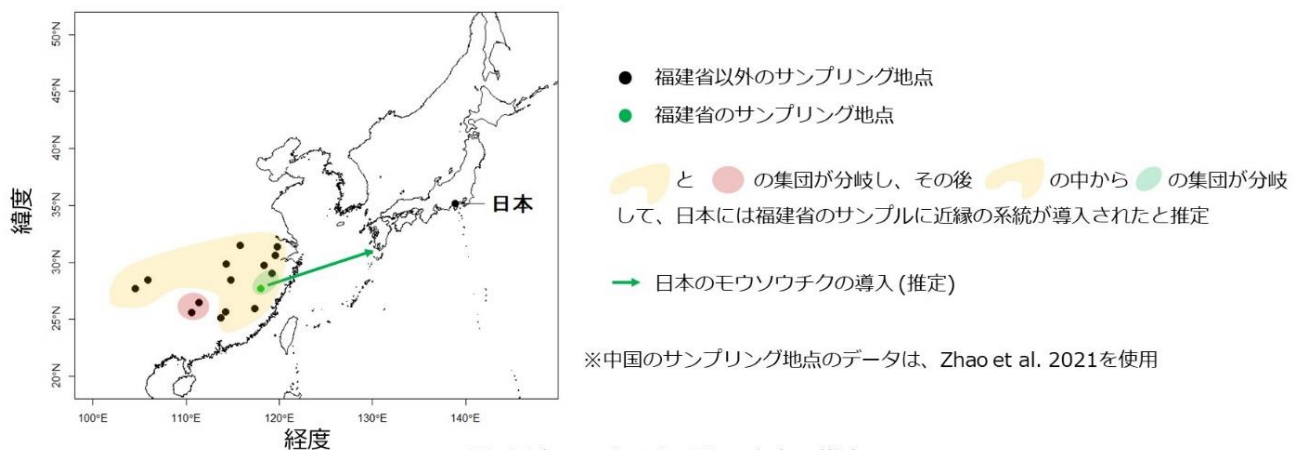 50°N
45°N
40°N
35°N
30°N
25°N
20°N
緯度
日本
100°E
110°E
120°E
130°E
140°E
経度
福建省以外のサンプリング地点
福建省のサンプリング地点
と の集団が分岐し、その後 の中から の集団が分岐
して、日本には福建省のサンプルに近縁の系統が導入されたと推定
日本のモウソウチクの導入 (推定)
※中国のサンプリング地点のデータは、Zhao et al. 2021を使用